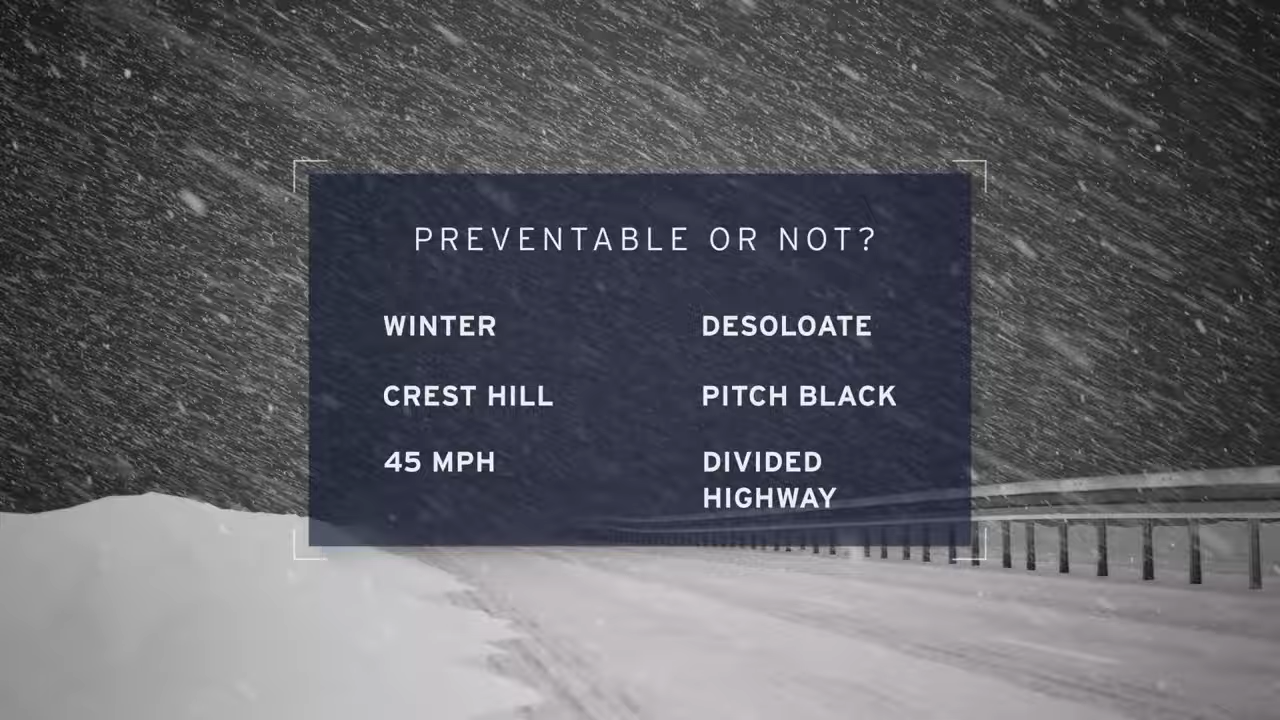 PREVENTABLE OR NOT?
WINTER
DESOLOATE
CREST HILL
PITCH BLACK
45 MPH
DIVIDED
HIGHWAY